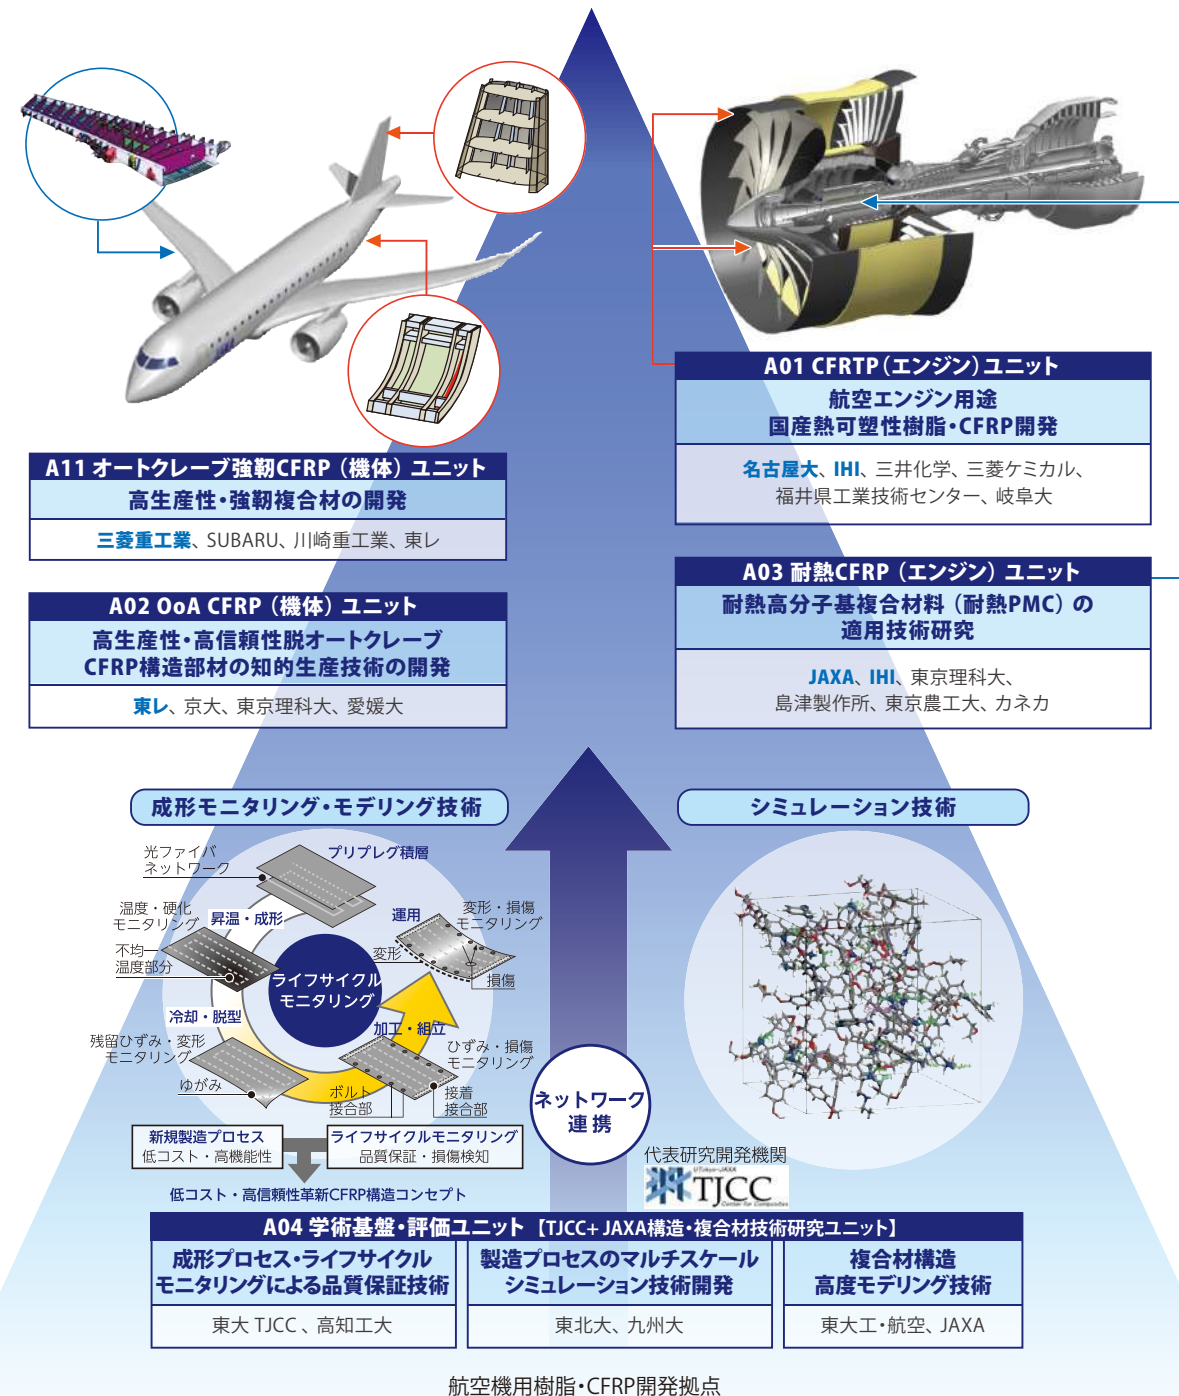 A01 CFRTP（エンジン）ユニット
航空エンジン用途
国産熱可塑性樹脂・CFRP開発
名古屋大、IHI、三井化学、三菱ケミカル、
福井県工業技術センター、岐阜大
A11 オートクレーブ強靭CFRP（機体）ユニット
高生産性・強靭複合材の開発
三菱重工業、SUBARU、川崎重工業、東レ
A03 耐熱CFRP（エンジン）ユニット
耐熱高分子基複合材料（耐熱PMC）の
適用技術研究
JAXA、IHI、東京理科大、
島津製作所、東京農工大、カネカ
A02 OoA CFRP（機体）ユニット
高生産性・高信頼性脱オートクレーブ
CFRP構造部材の知的生産技術の開発
東レ、京大、東京理科大、愛媛大
成形モニタリング・モデリング技術
シミュレーション技術
光ファイバ
ネットワーク
プリプレグ積層
温度・硬化
モニタリング
昇温・成形
運用
変形・損傷
モニタリング
不均一
温度部分
変形
損傷
ライフサイクル
モニタリング
冷却・脱型
加工・組立
残留ひずみ・変形
モニタリング
ひずみ・損傷
モニタリング
ゆがみ
ボルト
接合部
接着
接合部
ネットワーク
連携
新規製造プロセス
低コスト・高機能性
ライフサイクルモニタリング
品質保証・損傷検知
低コスト・高信頼性革新CFRP構造コンセプト
代表研究開発機関
UTokyo-JAXA
TJCC
Center for Composites
A04 学術基盤・評価ユニット【TJCC+ JAXA構造・複合材技術研究ユニット】
成形プロセス・ライフサイクル
モニタリングによる品質保証技術
東大 TJCC 、高知工大
製造プロセスのマルチスケール
シミュレーション技術開発
東北大、九州大
複合材構造
高度モデリング技術
東大工・航空、JAXA
航空機用樹脂・CFRP開発拠点